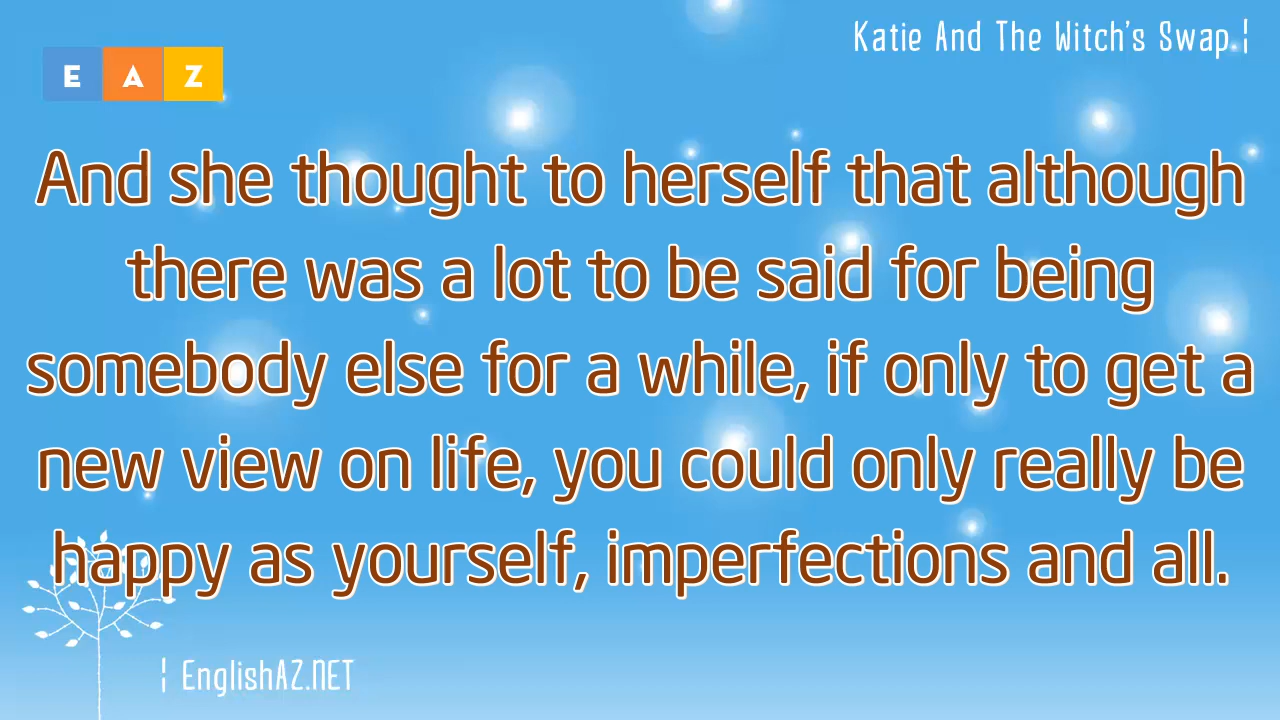 Katie And The Witch's Swap ¦
E A Z
And she thought to herself that although
there was a lot to be said for being
somebody else for a while, if only to get a
new view on life, you could only really be
happy as yourself, imperfections and all.
¦ EnglishAZ.NET